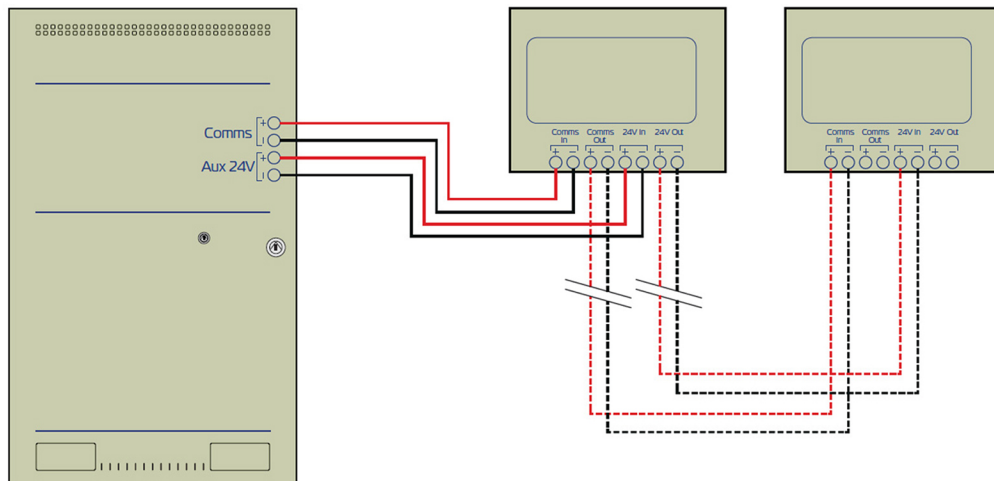 Comms
+
−
Aux 24V
+
−
Comms In
Comms Out
24V In
24V Out
+ − + − + − + −
Comms In
Comms Out
24V In
24V Out
+ − + − + − + −